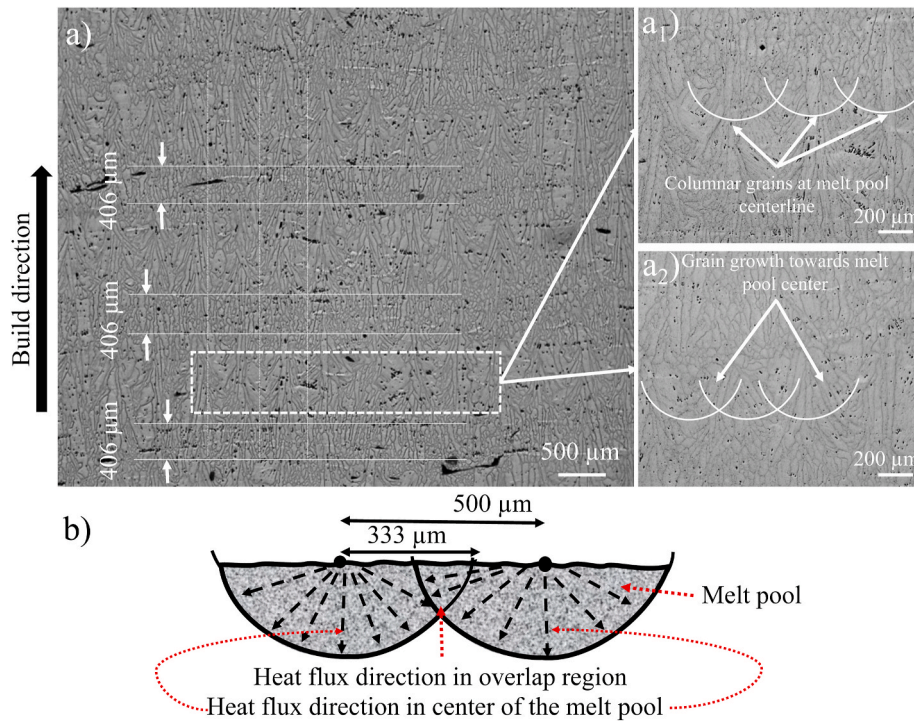 a)
Build direction
406 µm
406 µm
406 µm
500 µm
a1)
Columnar grains at melt pool
centerline
200 µm
a2)
Grain growth towards melt
pool center
200 µm
b)
500 µm
333 µm
Melt pool
Heat flux direction in overlap region
Heat flux direction in center of the melt pool